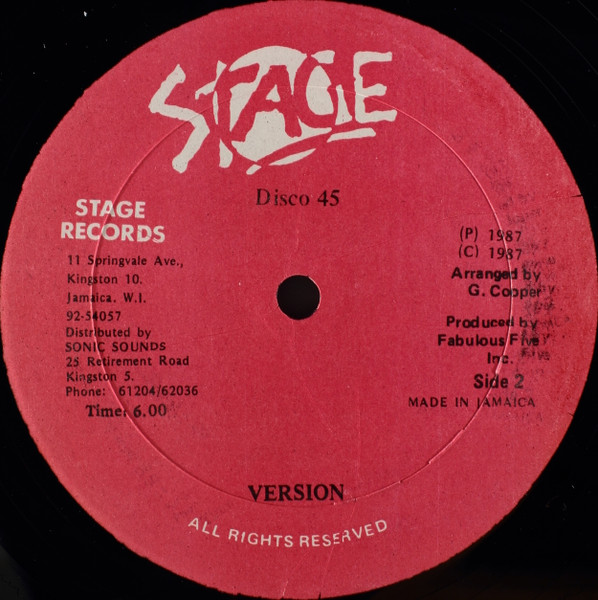 STAGE
Disco 45
STAGE
RECORDS
11 Springvale Ave.,
Kingston 10.
Jamaica. W.I.
92-54057
Distributed by
SONIC SOUNDS
25 Retirement Road
Kingston 5.
Phone: 61204/62036
Time: 6.00
(P) 1987
(C) 1987
Arranged by
G. Cooper
Produced by
Fabulous Five
Inc.
Side 2
MADE IN JAMAICA
VERSION
ALL RIGHTS RESERVED